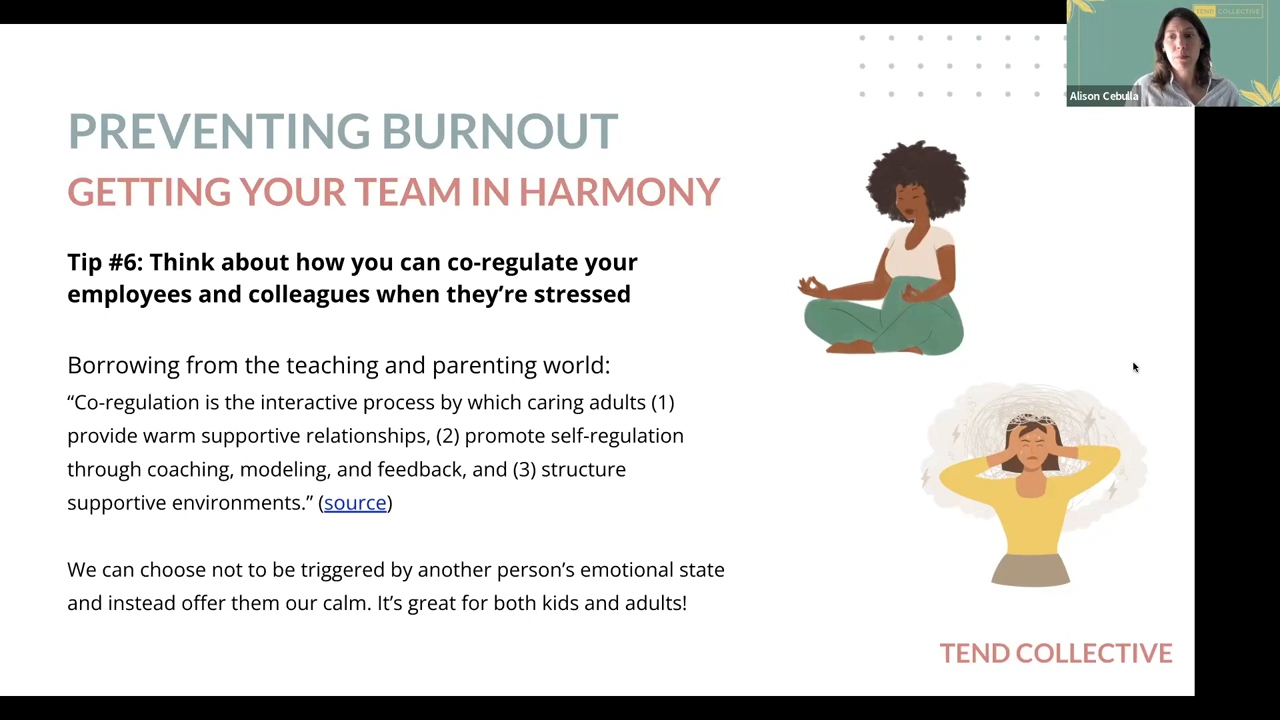 TEND COLLECTIVE
Alison Cebulla
PREVENTING BURNOUT
GETTING YOUR TEAM IN HARMONY
Tip #6: Think about how you can co-regulate your
employees and colleagues when they’re stressed
Borrowing from the teaching and parenting world:
“Co-regulation is the interactive process by which caring adults (1)
provide warm supportive relationships, (2) promote self-regulation
through coaching, modeling, and feedback, and (3) structure
supportive environments.” (source)
We can choose not to be triggered by another person’s emotional state
and instead offer them our calm. It’s great for both kids and adults!
TEND COLLECTIVE